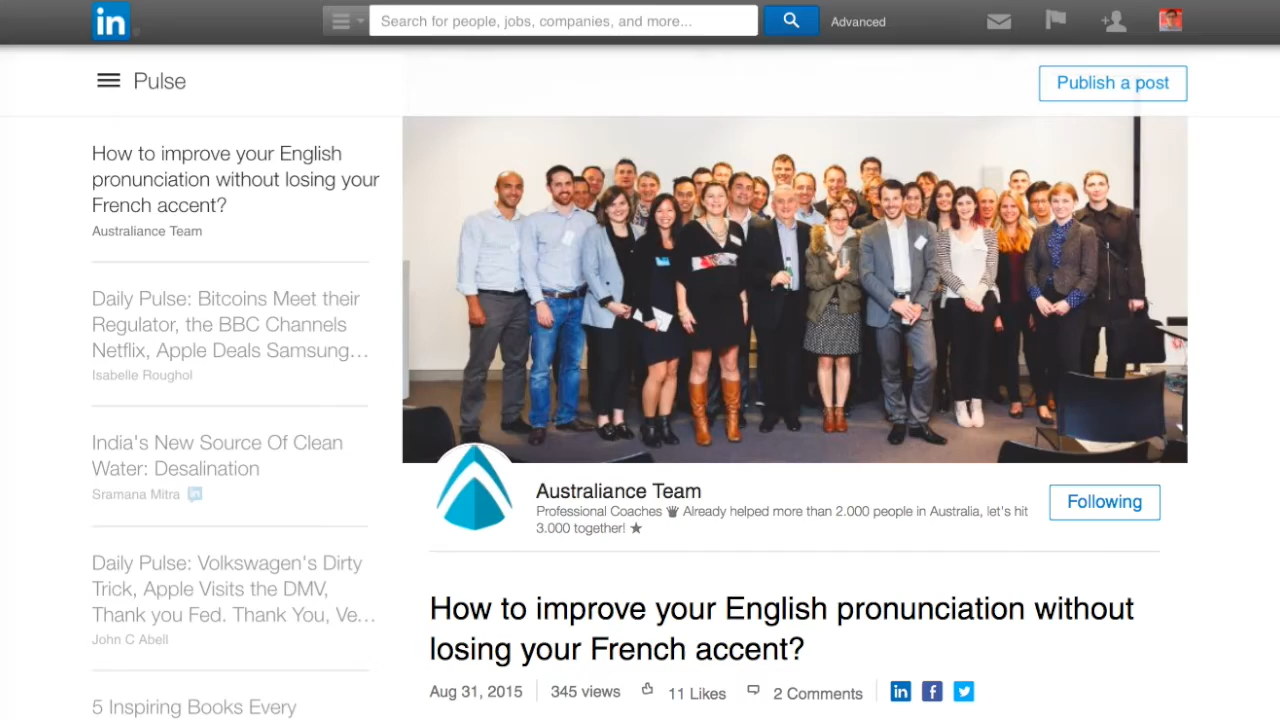 in
Search for people, jobs, companies, and more...
Advanced
Pulse
Publish a post
How to improve your English
pronunciation without losing your
French accent?
Australiance Team
Daily Pulse: Bitcoins Meet their
Regulator, the BBC Channels
Netflix, Apple Deals Samsung…
Isabelle Roughol
India's New Source Of Clean
Water: Desalination
Sramana Mitra in
Daily Pulse: Volkswagen's Dirty
Trick, Apple Visits the DMV,
Thank you Fed. Thank You, Ve…
John C Abell
5 Inspiring Books Every
Australiance Team
Professional Coaches ♛ Already helped more than 2.000 people in Australia, let's hit
3.000 together! ★
Following
How to improve your English pronunciation without
losing your French accent?
Aug 31, 2015 345 views 11 Likes 2 Comments in f